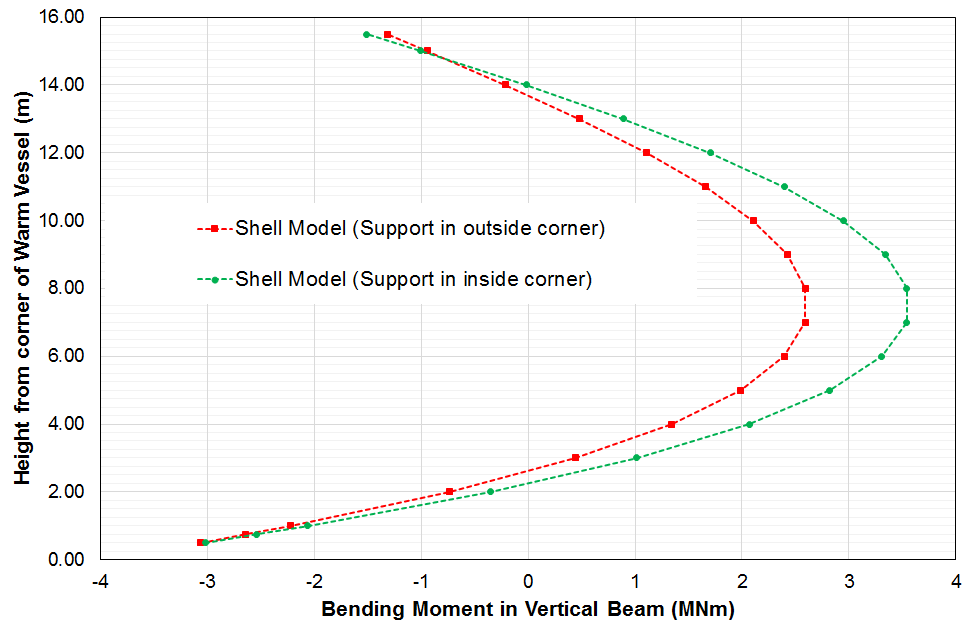 16.00
14.00
12.00
10.00
8.00
6.00
4.00
2.00
0.00
Height from corner of Warm Vessel (m)
Shell Model (Support in outside corner)
Shell Model (Support in inside corner)
-4 -3 -2 -1 0 1 2 3 4
Bending Moment in Vertical Beam (MNm)